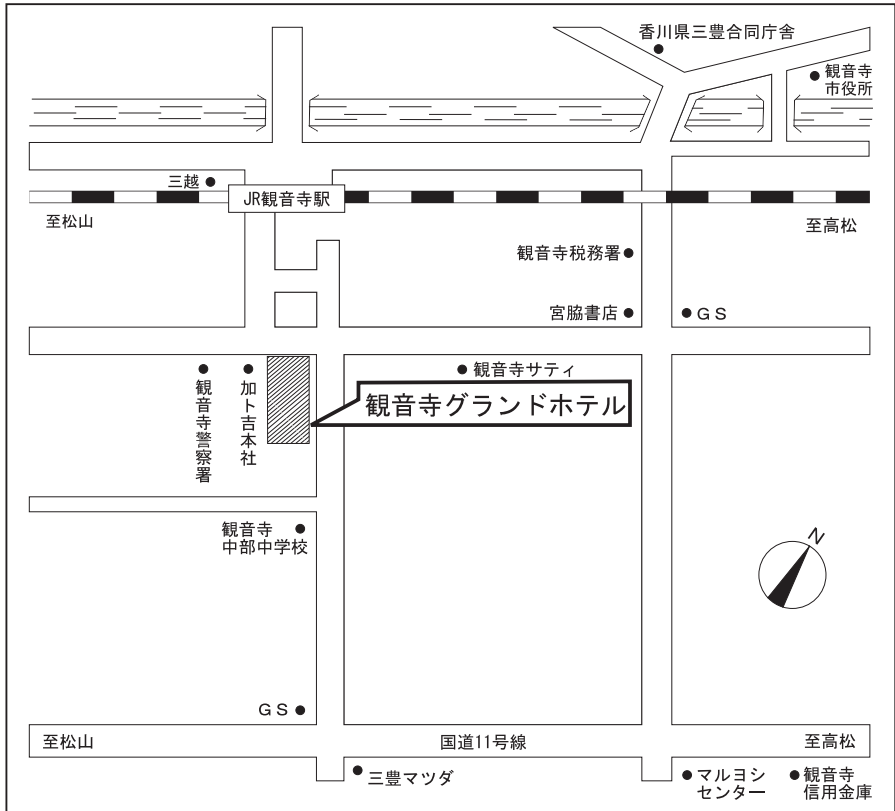 香川県三豊合同庁舎
観音寺
市役所
三越
JR観音寺駅
至松山
至高松
観音寺税務署
宮脇書店
GS
観音寺サティ
観音寺グランドホテル
加ト吉本社
観音寺警察署
観音寺
中部中学校
N
GS
至松山
国道11号線
至高松
三豊マツダ
マルヨシ
センター
観音寺
信用金庫